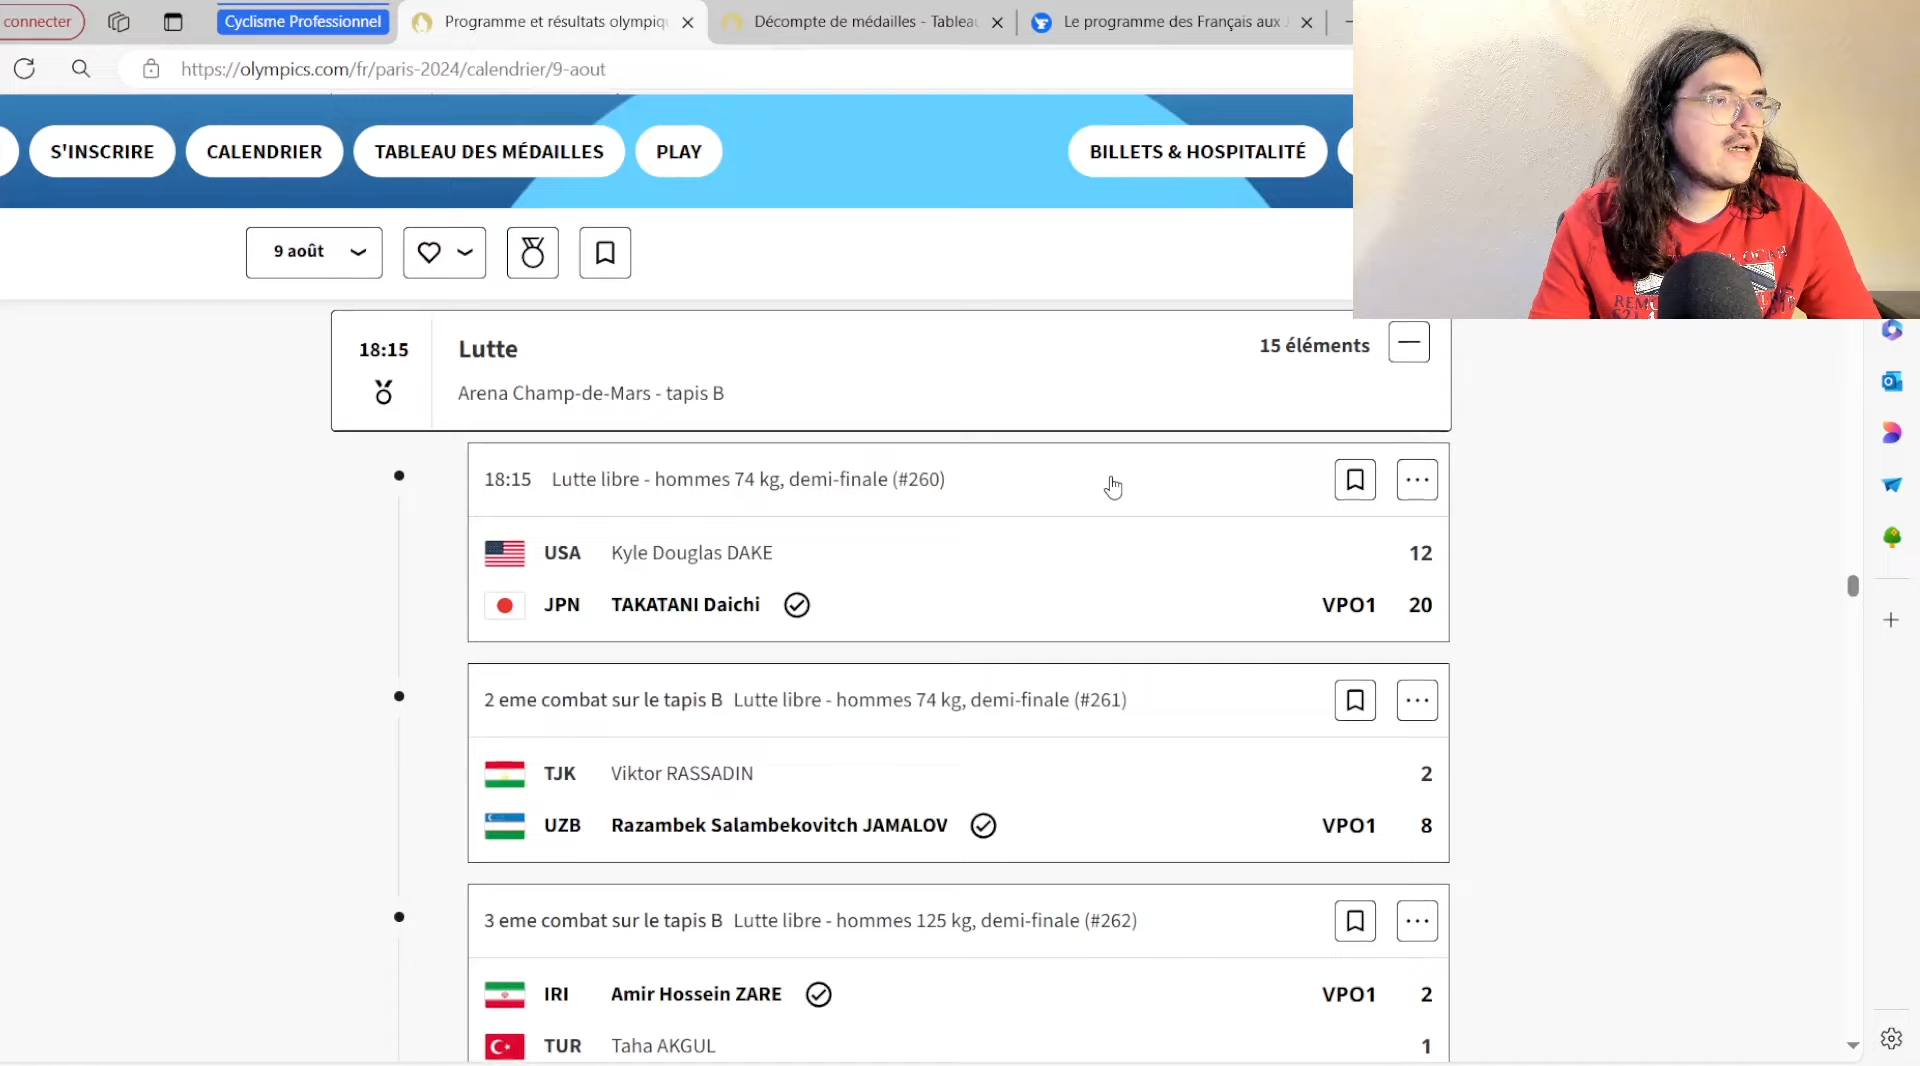 connecter
Cyclisme Professionnel
Programme et résultats olympiq
Décompte de médailles - Tablea
Le programme des Français aux J
https://olympics.com/fr/paris-2024/calendrier/9-aout
S'INSCRIRE
CALENDRIER
TABLEAU DES MÉDAILLES
PLAY
BILLETS & HOSPITALITÉ
9 août
18:15
Lutte
15 éléments
Arena Champ-de-Mars - tapis B
18:15 Lutte libre - hommes 74 kg, demi-finale (#260)
USA Kyle Douglas DAKE 12
JPN TAKATANI Daichi VPO1 20
2 eme combat sur le tapis B Lutte libre - hommes 74 kg, demi-finale (#261)
TJK Viktor RASSADIN 2
UZB Razambek Salambekovitch JAMALOV VPO1 8
3 eme combat sur le tapis B Lutte libre - hommes 125 kg, demi-finale (#262)
IRI Amir Hossein ZARE VPO1 2
TUR Taha AKGUL 1